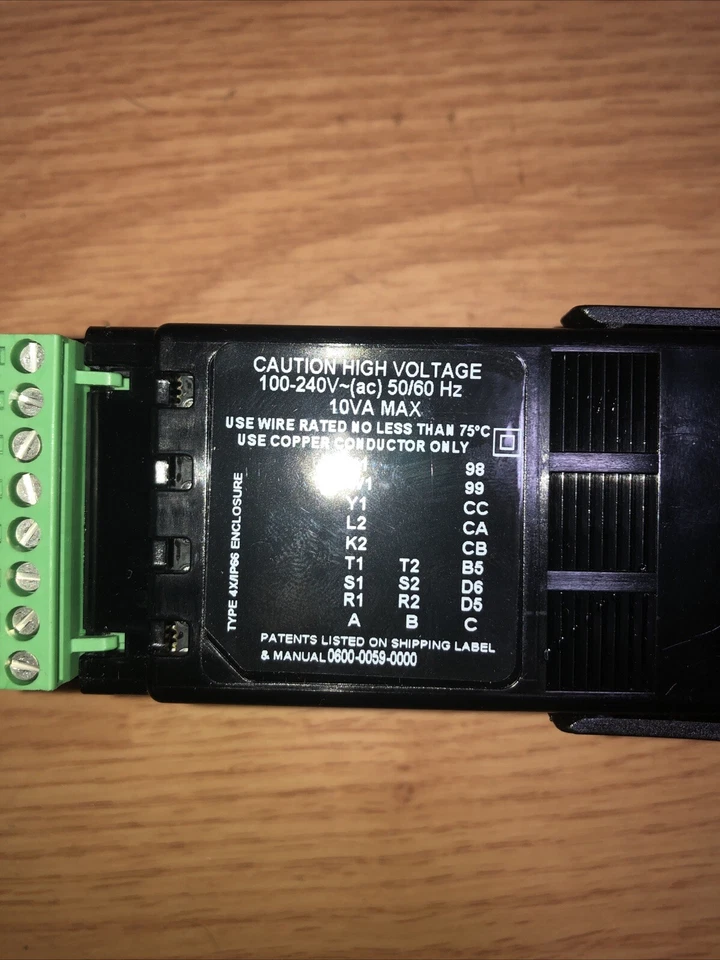 CAUTION HIGH VOLTAGE
100-240V~(ac) 50/60 Hz
10VA MAX
USE WIRE RATED NO LESS THAN 75°C
USE COPPER CONDUCTOR ONLY
TYPE 4X/IP66 ENCLOSURE
98
99
Y1 CC
L2 CA
K2 CB
T1 T2 B5
S1 S2 D6
R1 R2 D5
A B C
PATENTS LISTED ON SHIPPING LABEL
& MANUAL 0600-0059-0000